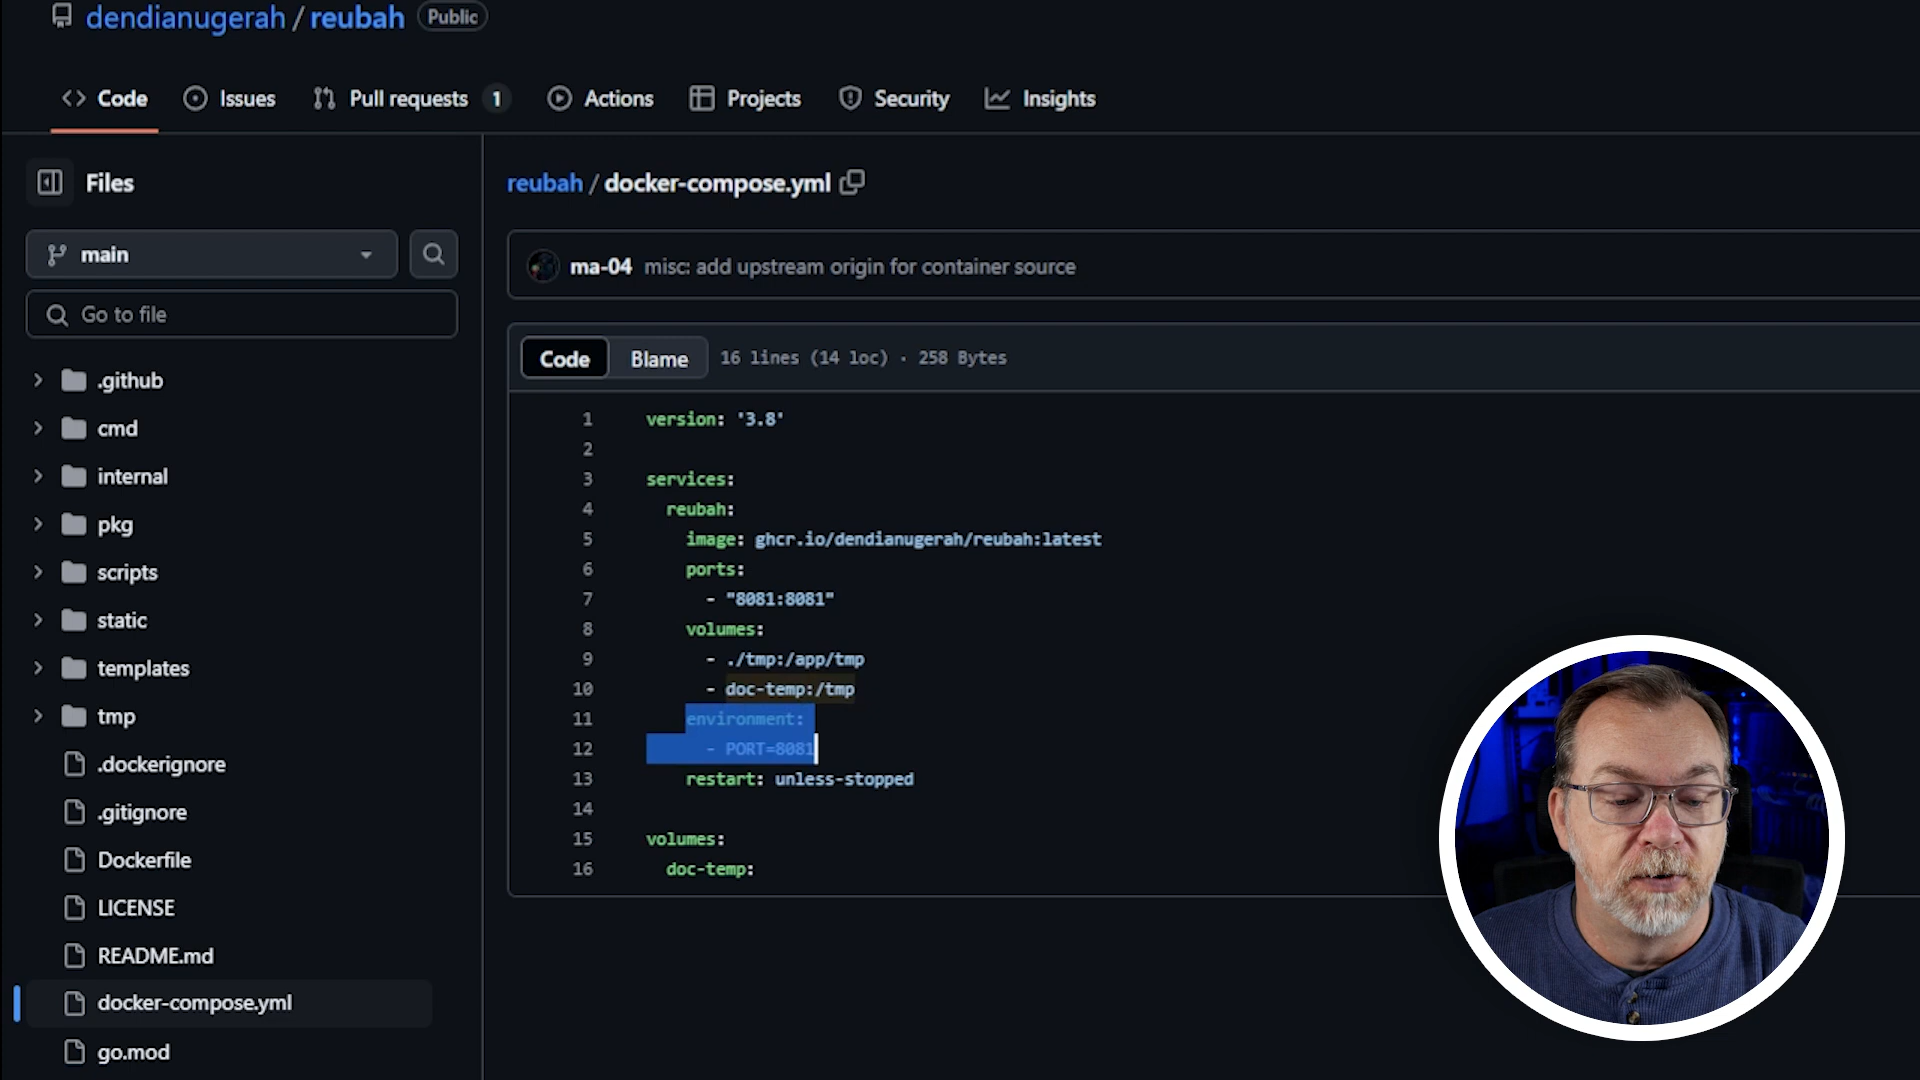 dendianugerah / reubah Public
Code Issues Pull requests 1 Actions Projects Security Insights
Files
main
Go to file
.github
cmd
internal
pkg
scripts
static
templates
tmp
.dockerignore
.gitignore
Dockerfile
LICENSE
README.md
docker-compose.yml
go.mod
reubah / docker-compose.yml
ma-04 misc: add upstream origin for container source
Code Blame 16 lines (14 loc) · 258 Bytes
1 version: '3.8'
2
3 services:
4 reubah:
5 image: ghcr.io/dendianugerah/reubah:latest
6 ports:
7 - "8081:8081"
8 volumes:
9 - ./tmp:/app/tmp
10 - doc-temp:/tmp
11 environment:
12 - PORT=8081
13 restart: unless-stopped
14
15 volumes:
16 doc-temp: